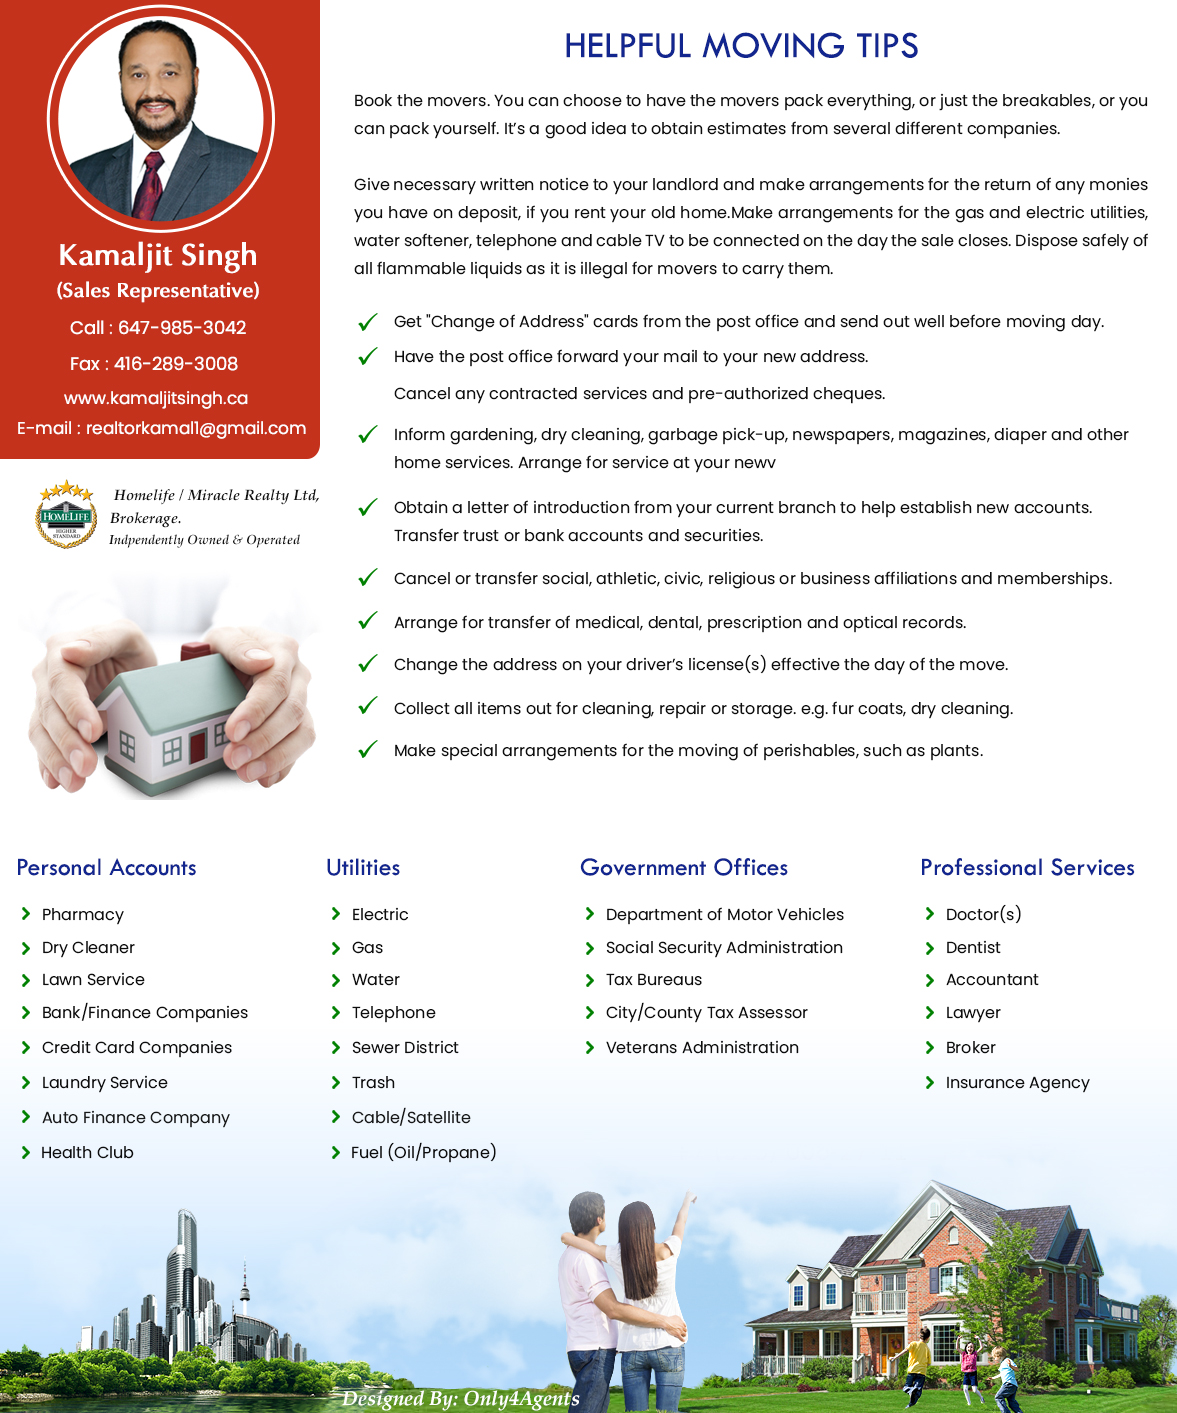 Kamaljit Singh
(Sales Representative)
Call : 647-985-3042
Fax : 416-289-3008
www.kamaljitsingh.ca
E-mail : realtorkamal1@gmail.com
HOMELIFE
HIGHER
STANDARD
Homelife / Miracle Realty Ltd,
Brokerage.
Indpendently Owned & Operated
HELPFUL MOVING TIPS
Book the movers. You can choose to have the movers pack everything, or just the breakables, or you
can pack yourself. It’s a good idea to obtain estimates from several different companies.
Give necessary written notice to your landlord and make arrangements for the return of any monies
you have on deposit, if you rent your old home.Make arrangements for the gas and electric utilities,
water softener, telephone and cable TV to be connected on the day the sale closes. Dispose safely of
all flammable liquids as it is illegal for movers to carry them.
Get "Change of Address" cards from the post office and send out well before moving day.
Have the post office forward your mail to your new address.
Cancel any contracted services and pre-authorized cheques.
Inform gardening, dry cleaning, garbage pick-up, newspapers, magazines, diaper and other
home services. Arrange for service at your newv
Obtain a letter of introduction from your current branch to help establish new accounts.
Transfer trust or bank accounts and securities.
Cancel or transfer social, athletic, civic, religious or business affiliations and memberships.
Arrange for transfer of medical, dental, prescription and optical records.
Change the address on your driver’s license(s) effective the day of the move.
Collect all items out for cleaning, repair or storage. e.g. fur coats, dry cleaning.
Make special arrangements for the moving of perishables, such as plants.
Personal Accounts
Pharmacy
Dry Cleaner
Lawn Service
Bank/Finance Companies
Credit Card Companies
Laundry Service
Auto Finance Company
Health Club
Utilities
Electric
Gas
Water
Telephone
Sewer District
Trash
Cable/Satellite
Fuel (Oil/Propane)
Government Offices
Department of Motor Vehicles
Social Security Administration
Tax Bureaus
City/County Tax Assessor
Veterans Administration
Professional Services
Doctor(s)
Dentist
Accountant
Lawyer
Broker
Insurance Agency
Designed By: Only4Agents